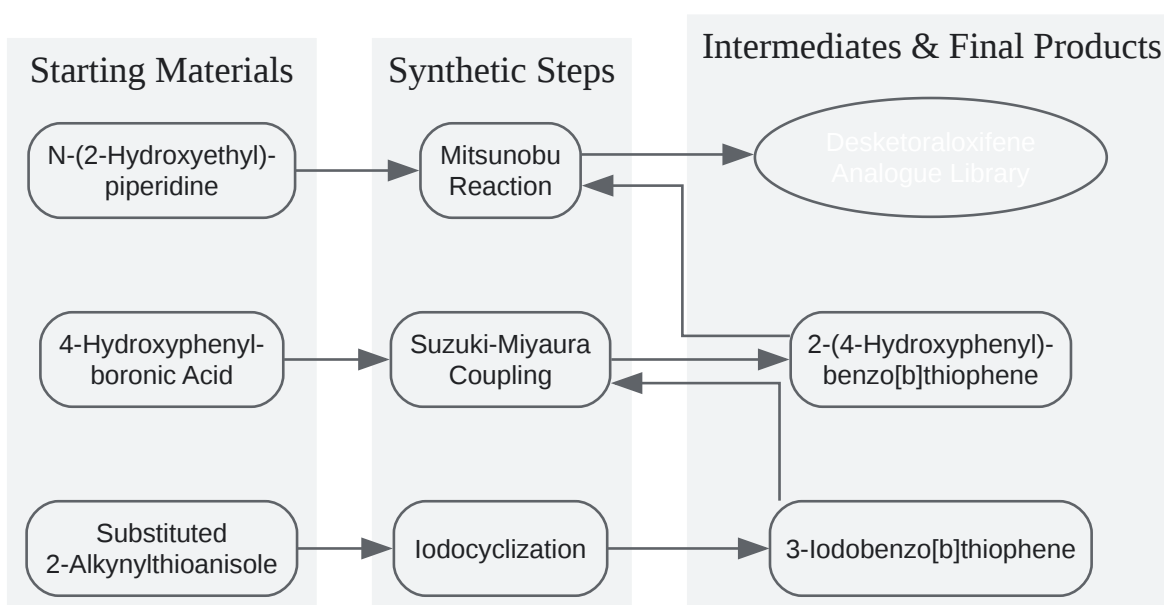 Starting Materials
Synthetic Steps
Intermediates & Final Products
N-(2-Hydroxyethyl)-
piperidine
Mitsunobu
Reaction
Desketoraloxifene
Analogue Library
4-Hydroxyphenyl-
boronic Acid
Suzuki-Miyaura
Coupling
2-(4-Hydroxyphenyl)-
benzo[b]thiophene
Substituted
2-Alkynylthioanisole
Iodocyclization
3-Iodobenzo[b]thiophene